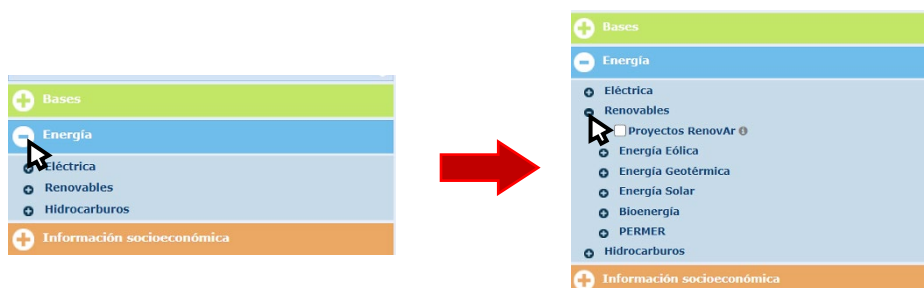 Bases
Energía
Eléctrica
Renovables
Hidrocarburos
Información socioeconómica
Bases
Energía
Eléctrica
Renovables
Proyectos RenovAr
Energía Eólica
Energía Geotérmica
Energía Solar
Bioenergía
PERMER
Hidrocarburos
Información socioeconómica